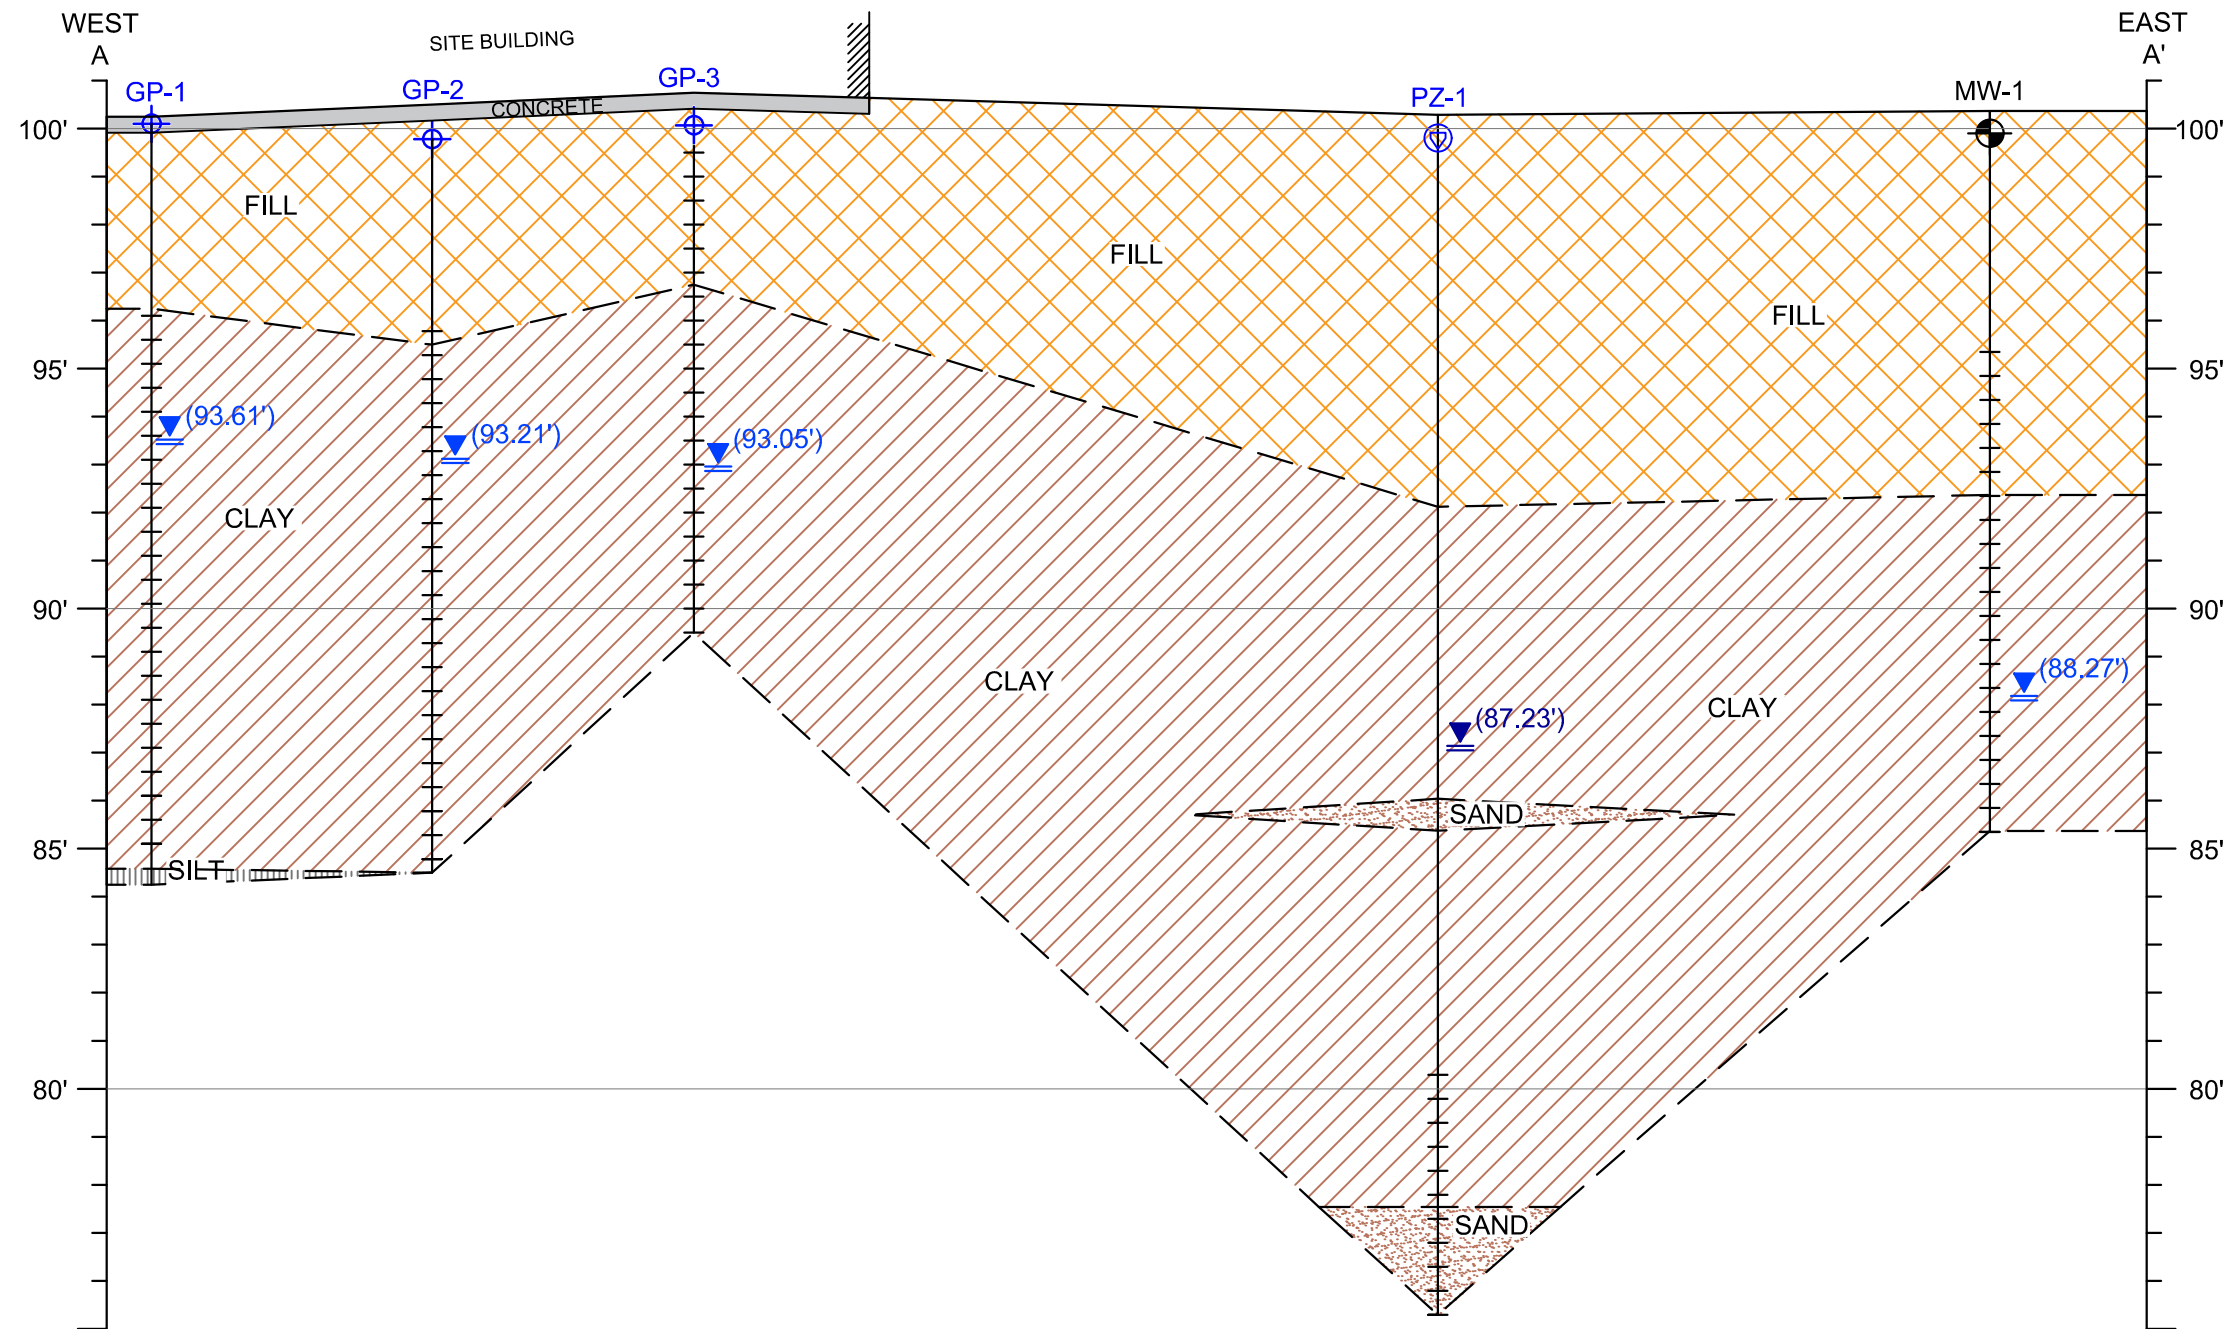 WEST
A
SITE BUILDING
EAST
A'
GP-1
GP-2
GP-3
CONCRETE
PZ-1
MW-1
100'
100'
FILL
FILL
FILL
95'
95'
(93.61')
(93.21')
(93.05')
CLAY
90'
90'
CLAY
(88.27')
CLAY
(87.23')
SAND
85'
85'
SILT
80'
80'
SAND